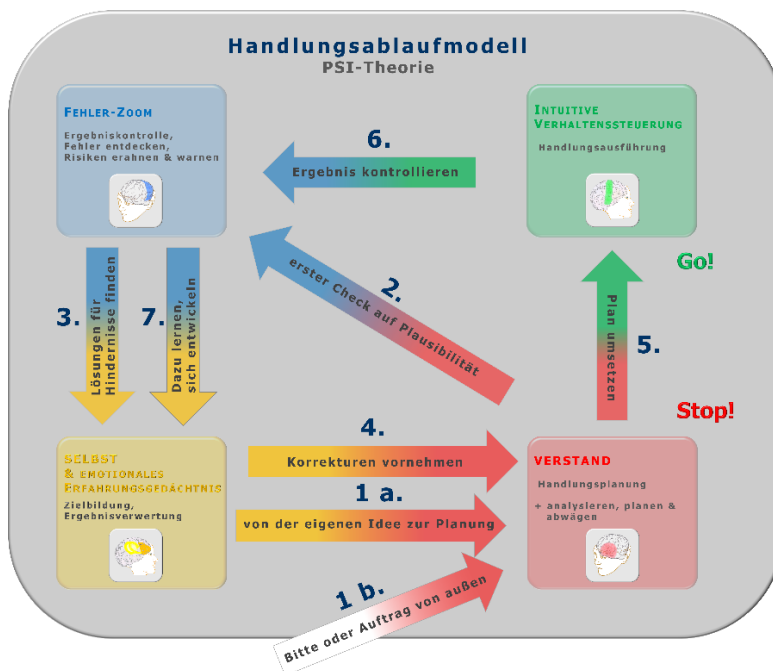 Handlungsablaufmodell
PSI-Theorie
FEHLER-ZOOM
Ergebniskontrolle,
Fehler entdecken,
Risiken erahnen & warnen
INTUITIVE
VERHALTENSSTEUERUNG
Handlungsausführung
6.
Ergebnis kontrollieren
2.
erster Check auf Plausibilität
3.
Lösungen für
Hindernisse finden
7.
Dazu lernen,
sich entwickeln
Go!
Plan umsetzen
5.
Stop!
SELBST
& EMOTIONALES
ERFAHRUNGSGEDÄCHTNIS
Zielbildung,
Ergebnisverwertung
4.
Korrekturen vornehmen
1 a.
von der eigenen Idee zur Planung
VERSTAND
Handlungsplanung
+ analysieren, planen &
abwägen
1 b.
Bitte oder Auftrag von außen